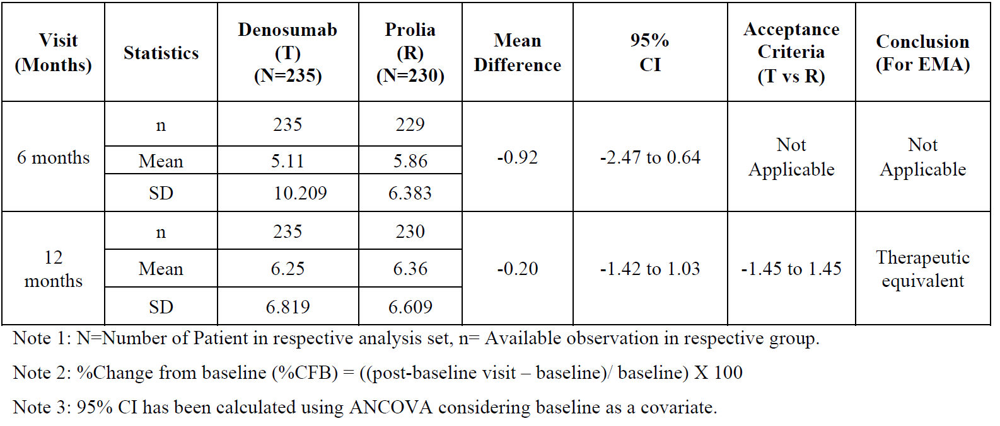 Visit (Months) Statistics Denosumab (T) (N=235) Prolia (R) (N=230) Mean Difference 95% CI Acceptance Criteria (T vs R) Conclusion (For EMA)
6 months n 235 229 -0.92 -2.47 to 0.64 Not Applicable Not Applicable
Mean 5.11 5.86
SD 10.209 6.383
12 months n 235 230 -0.20 -1.42 to 1.03 -1.45 to 1.45 Therapeutic equivalent
Mean 6.25 6.36
SD 6.819 6.609
Note 1: N=Number of Patient in respective analysis set, n= Available observation in respective group.
Note 2: %Change from baseline (%CFB) = ((post-baseline visit – baseline)/ baseline) X 100
Note 3: 95% CI has been calculated using ANCOVA considering baseline as a covariate.